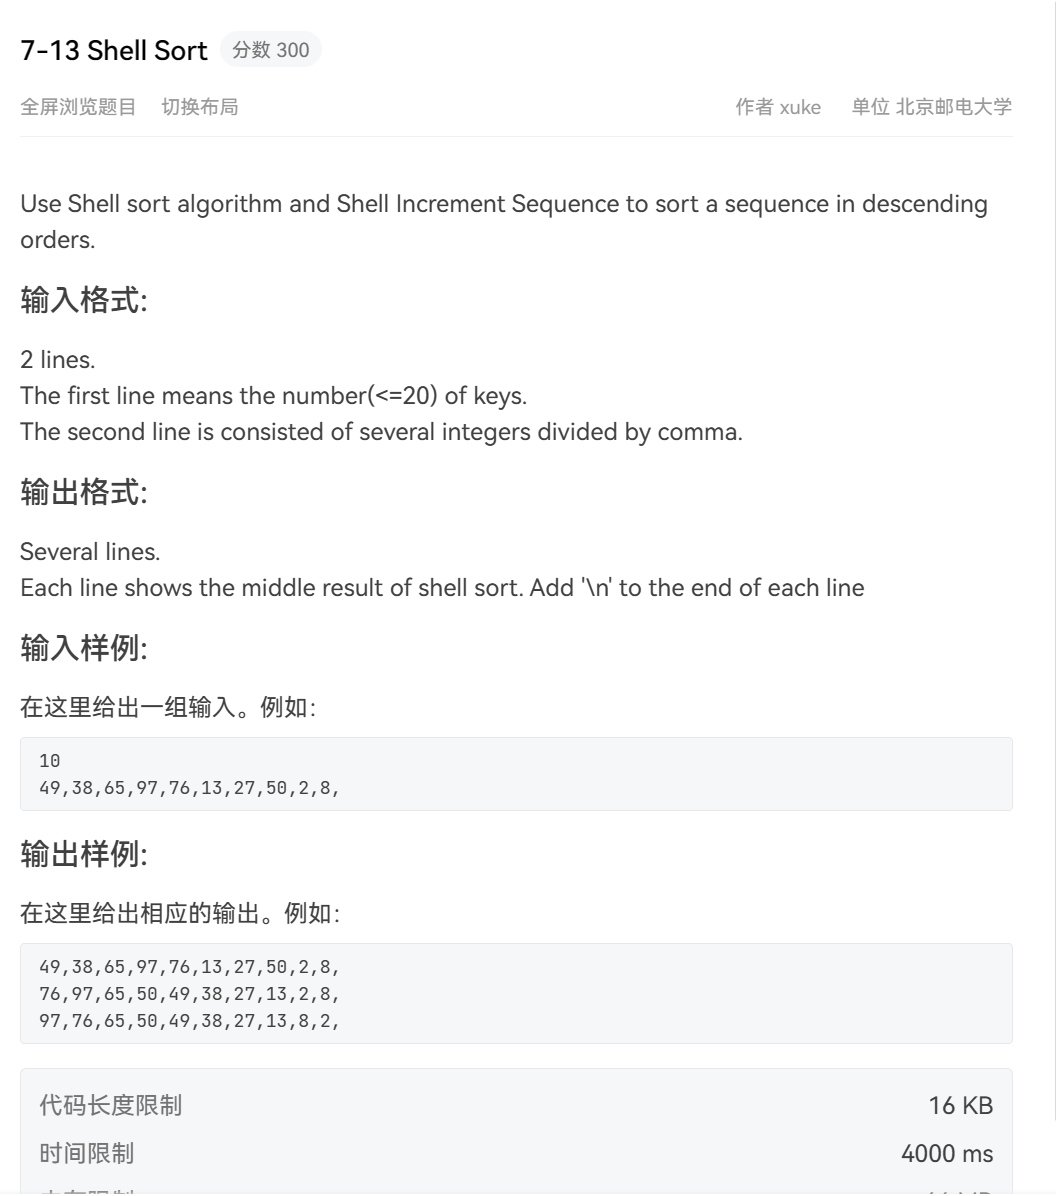 7-13 Shell Sort 分数 300
全屏浏览题目 切换布局 作者 xuke 单位 北京邮电大学
Use Shell sort algorithm and Shell Increment Sequence to sort a sequence in descending
orders.
输入格式:
2 lines.
The first line means the number(<=20) of keys.
The second line is consisted of several integers divided by comma.
输出格式:
Several lines.
Each line shows the middle result of shell sort. Add '\n' to the end of each line
输入样例:
在这里给出一组输入。例如：
10
49,38,65,97,76,13,27,50,2,8,
输出样例:
在这里给出相应的输出。例如：
49,38,65,97,76,13,27,50,2,8,
76,97,65,50,49,38,27,13,2,8,
97,76,65,50,49,38,27,13,8,2,
代码长度限制 16 KB
时间限制 4000 ms